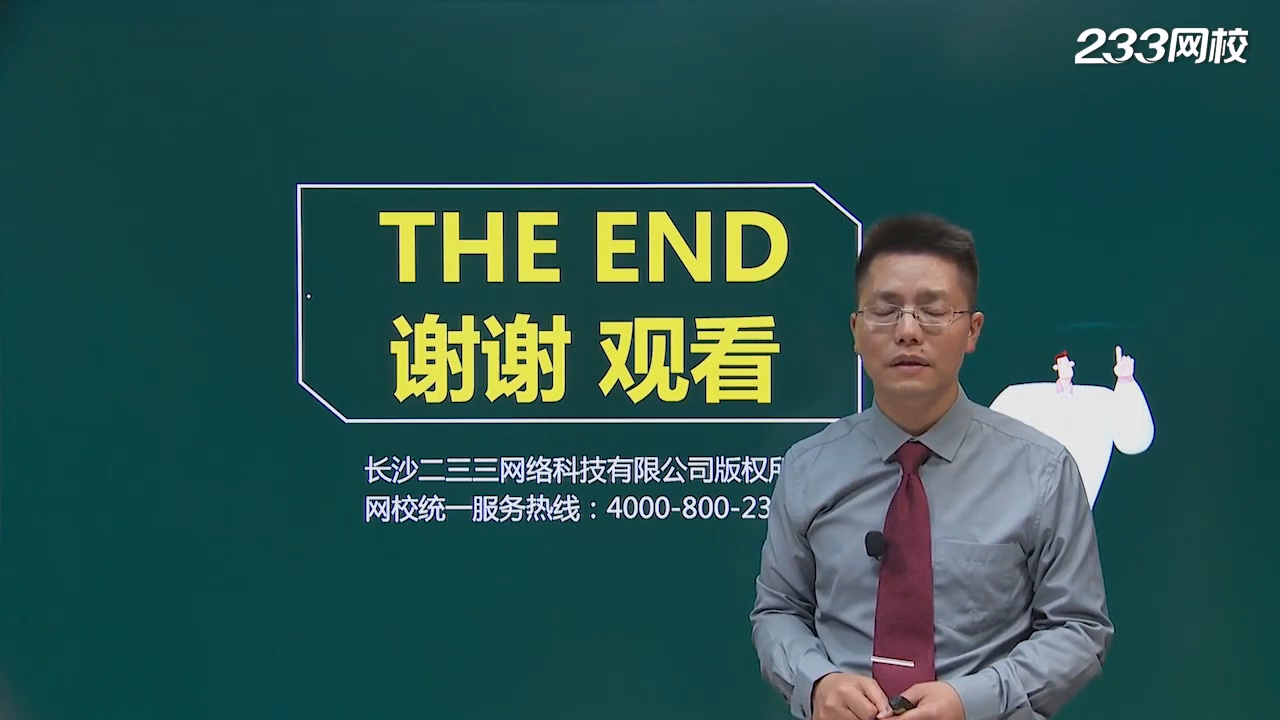 233网校
THE END
谢谢 观看
长沙二三三网络科技有限公司版权
网校统一服务热线：4000-800-23